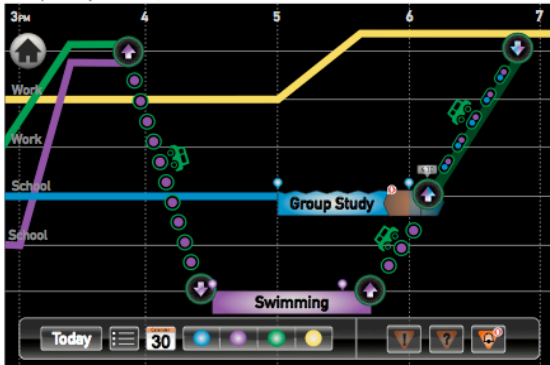 3PM 4 5 6 7
Work
Work
School
Group Study
School
Swimming
Today
30
! ?